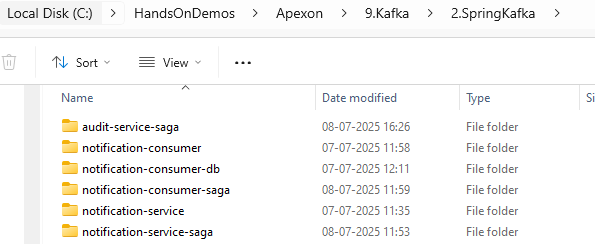 Local Disk (C:) > HandsOnDemos > Apexon > 9.Kafka > 2.SpringKafka >
Sort View ...
Name Date modified Type Si
audit-service-saga 08-07-2025 16:26 File folder
notification-consumer 07-07-2025 11:58 File folder
notification-consumer-db 07-07-2025 12:11 File folder
notification-consumer-saga 08-07-2025 11:59 File folder
notification-service 07-07-2025 11:35 File folder
notification-service-saga 08-07-2025 11:53 File folder